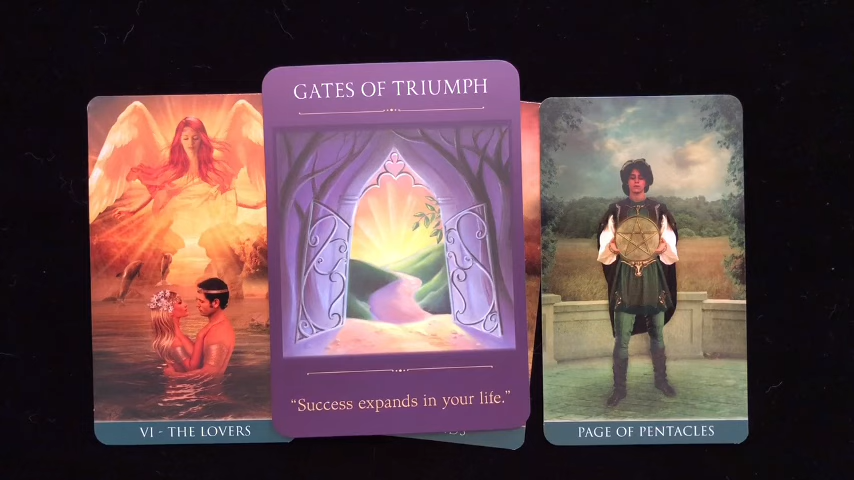 GATES OF TRIUMPH
"Success expands in your life."
VI - THE LOVERS
PAGE OF PENTACLES